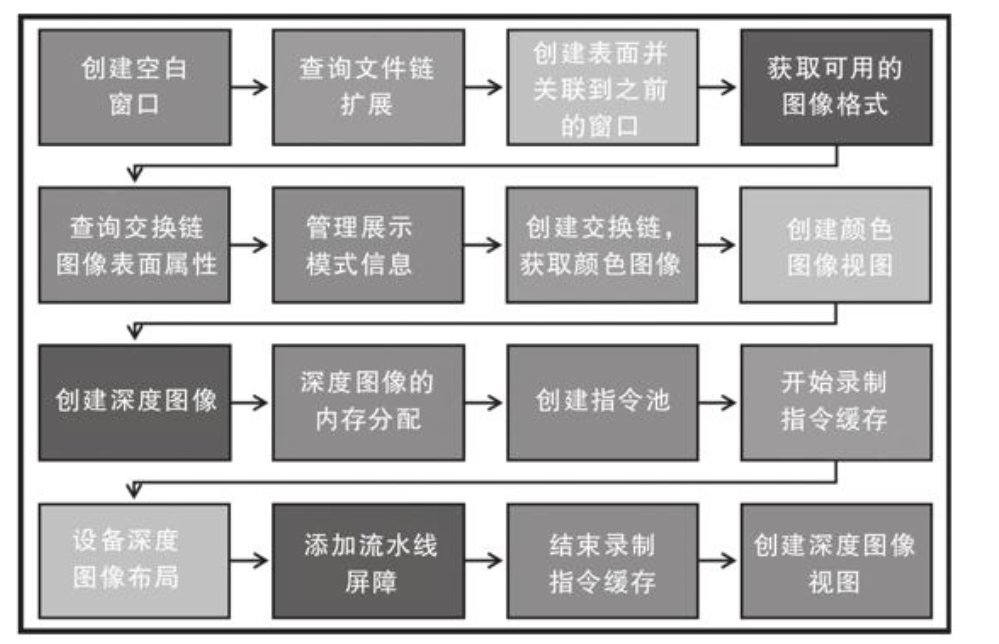 创建空白
窗口
查询文件链
扩展
创建表面并
关联到之前
的窗口
获取可用的
图像格式
查询交换链
图像表面属性
管理展示
模式信息
创建交换链，
获取颜色图像
创建颜色
图像视图
创建深度图像
深度图像的
内存分配
创建指令池
开始录制
指令缓存
设备深度
图像布局
添加流水线
屏障
结束录制
指令缓存
创建深度图像
视图